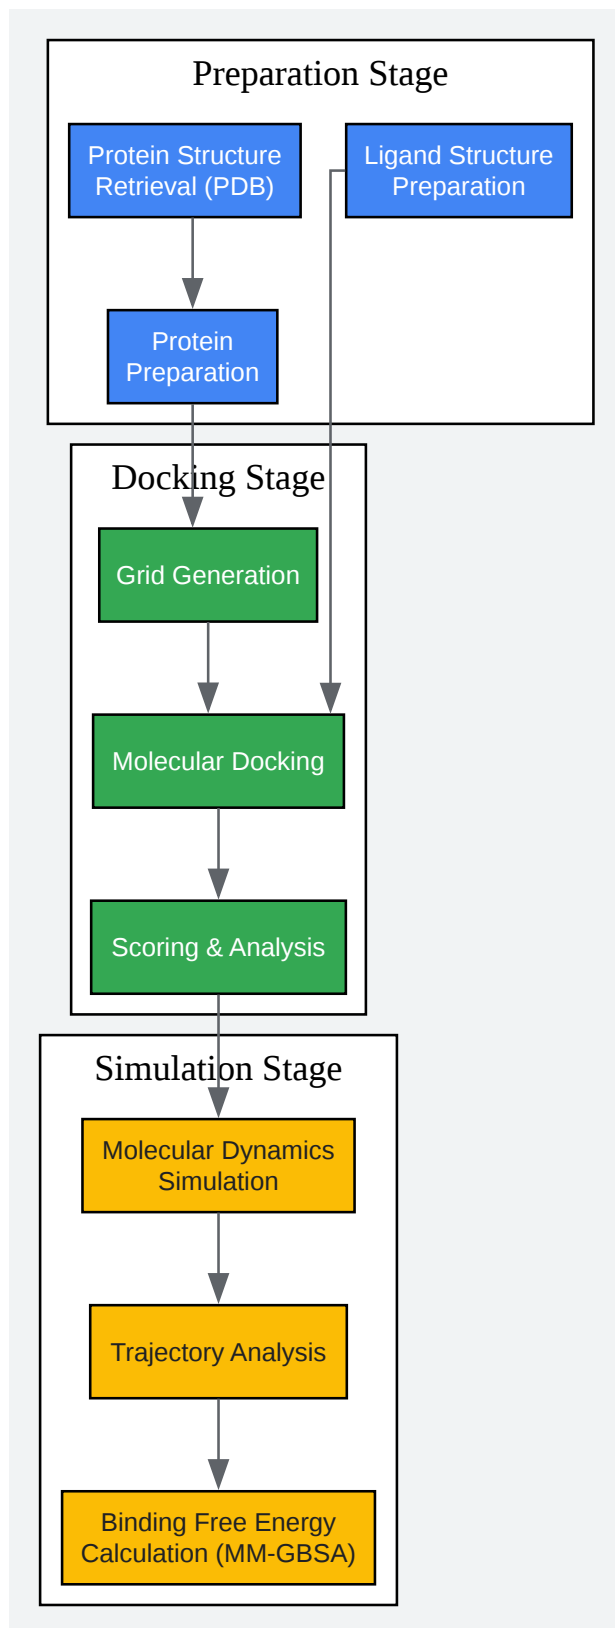 Preparation Stage
Protein Structure
Retrieval (PDB)
Ligand Structure
Preparation
Protein
Preparation
Docking Stage
Grid Generation
Molecular Docking
Scoring & Analysis
Simulation Stage
Molecular Dynamics
Simulation
Trajectory Analysis
Binding Free Energy
Calculation (MM-GBSA)